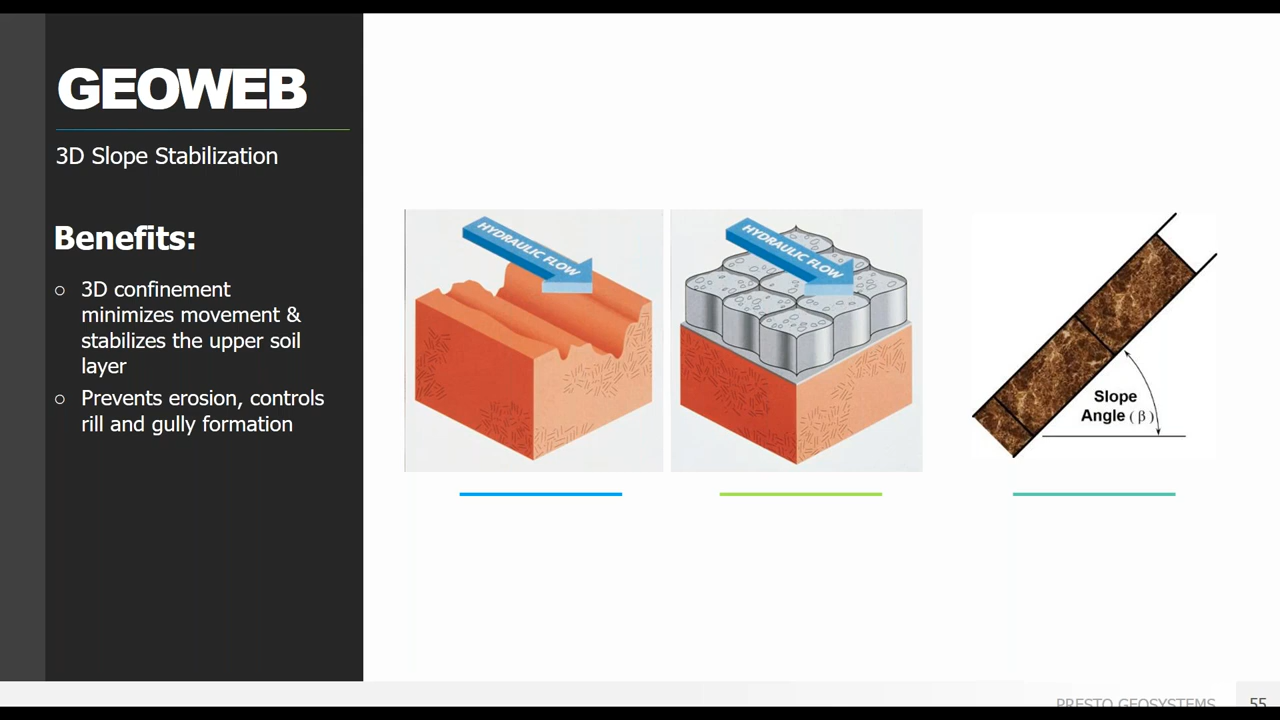 GEOWEB
3D Slope Stabilization
Benefits:
○ 3D confinement
minimizes movement &
stabilizes the upper soil
layer
○ Prevents erosion, controls
rill and gully formation
HYDRAULIC FLOW
HYDRAULIC FLOW
Slope
Angle (β)
PRESTO GEOSYSTEMS
55